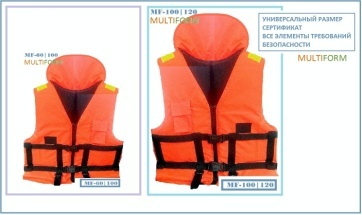 MF-60|100
MULTIFORM
MF-60|100
MF-100|120
MULTIFORM
MF-100|120
УНИВЕРСАЛЬНЫЙ РАЗМЕР
СЕРТИФИКАТ
ВСЕ ЭЛЕМЕНТЫ ТРЕБОВАНИЙ
БЕЗОПАСНОСТИ
MULTIFORM